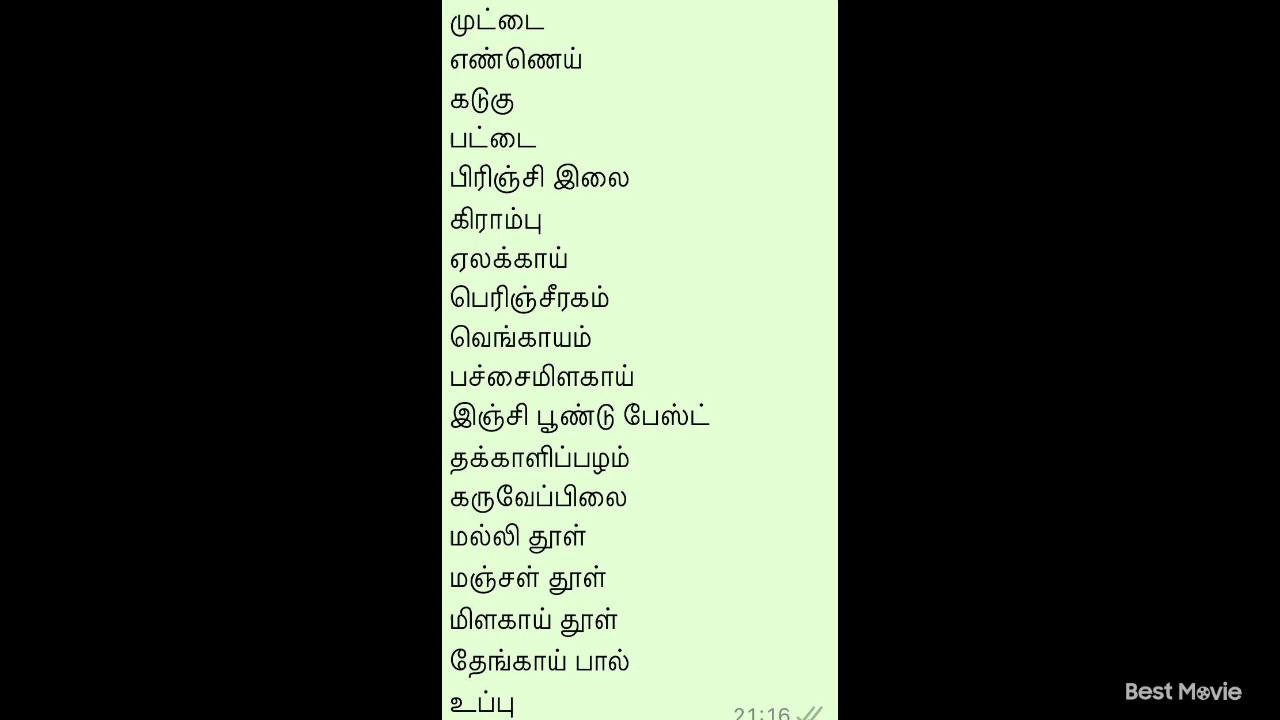 முட்டை
எண்ணெய்
கடுகு
பட்டை
பிரிஞ்சி இலை
கிராம்பு
ஏலக்காய்
பெரிஞ்சீரகம்
வெங்காயம்
பச்சைமிளகாய்
இஞ்சி பூண்டு பேஸ்ட்
தக்காளிப்பழம்
கருவேப்பிலை
மல்லி தூள்
மஞ்சள் தூள்
மிளகாய் தூள்
தேங்காய் பால்
உப்பு
21:16
Best Movie